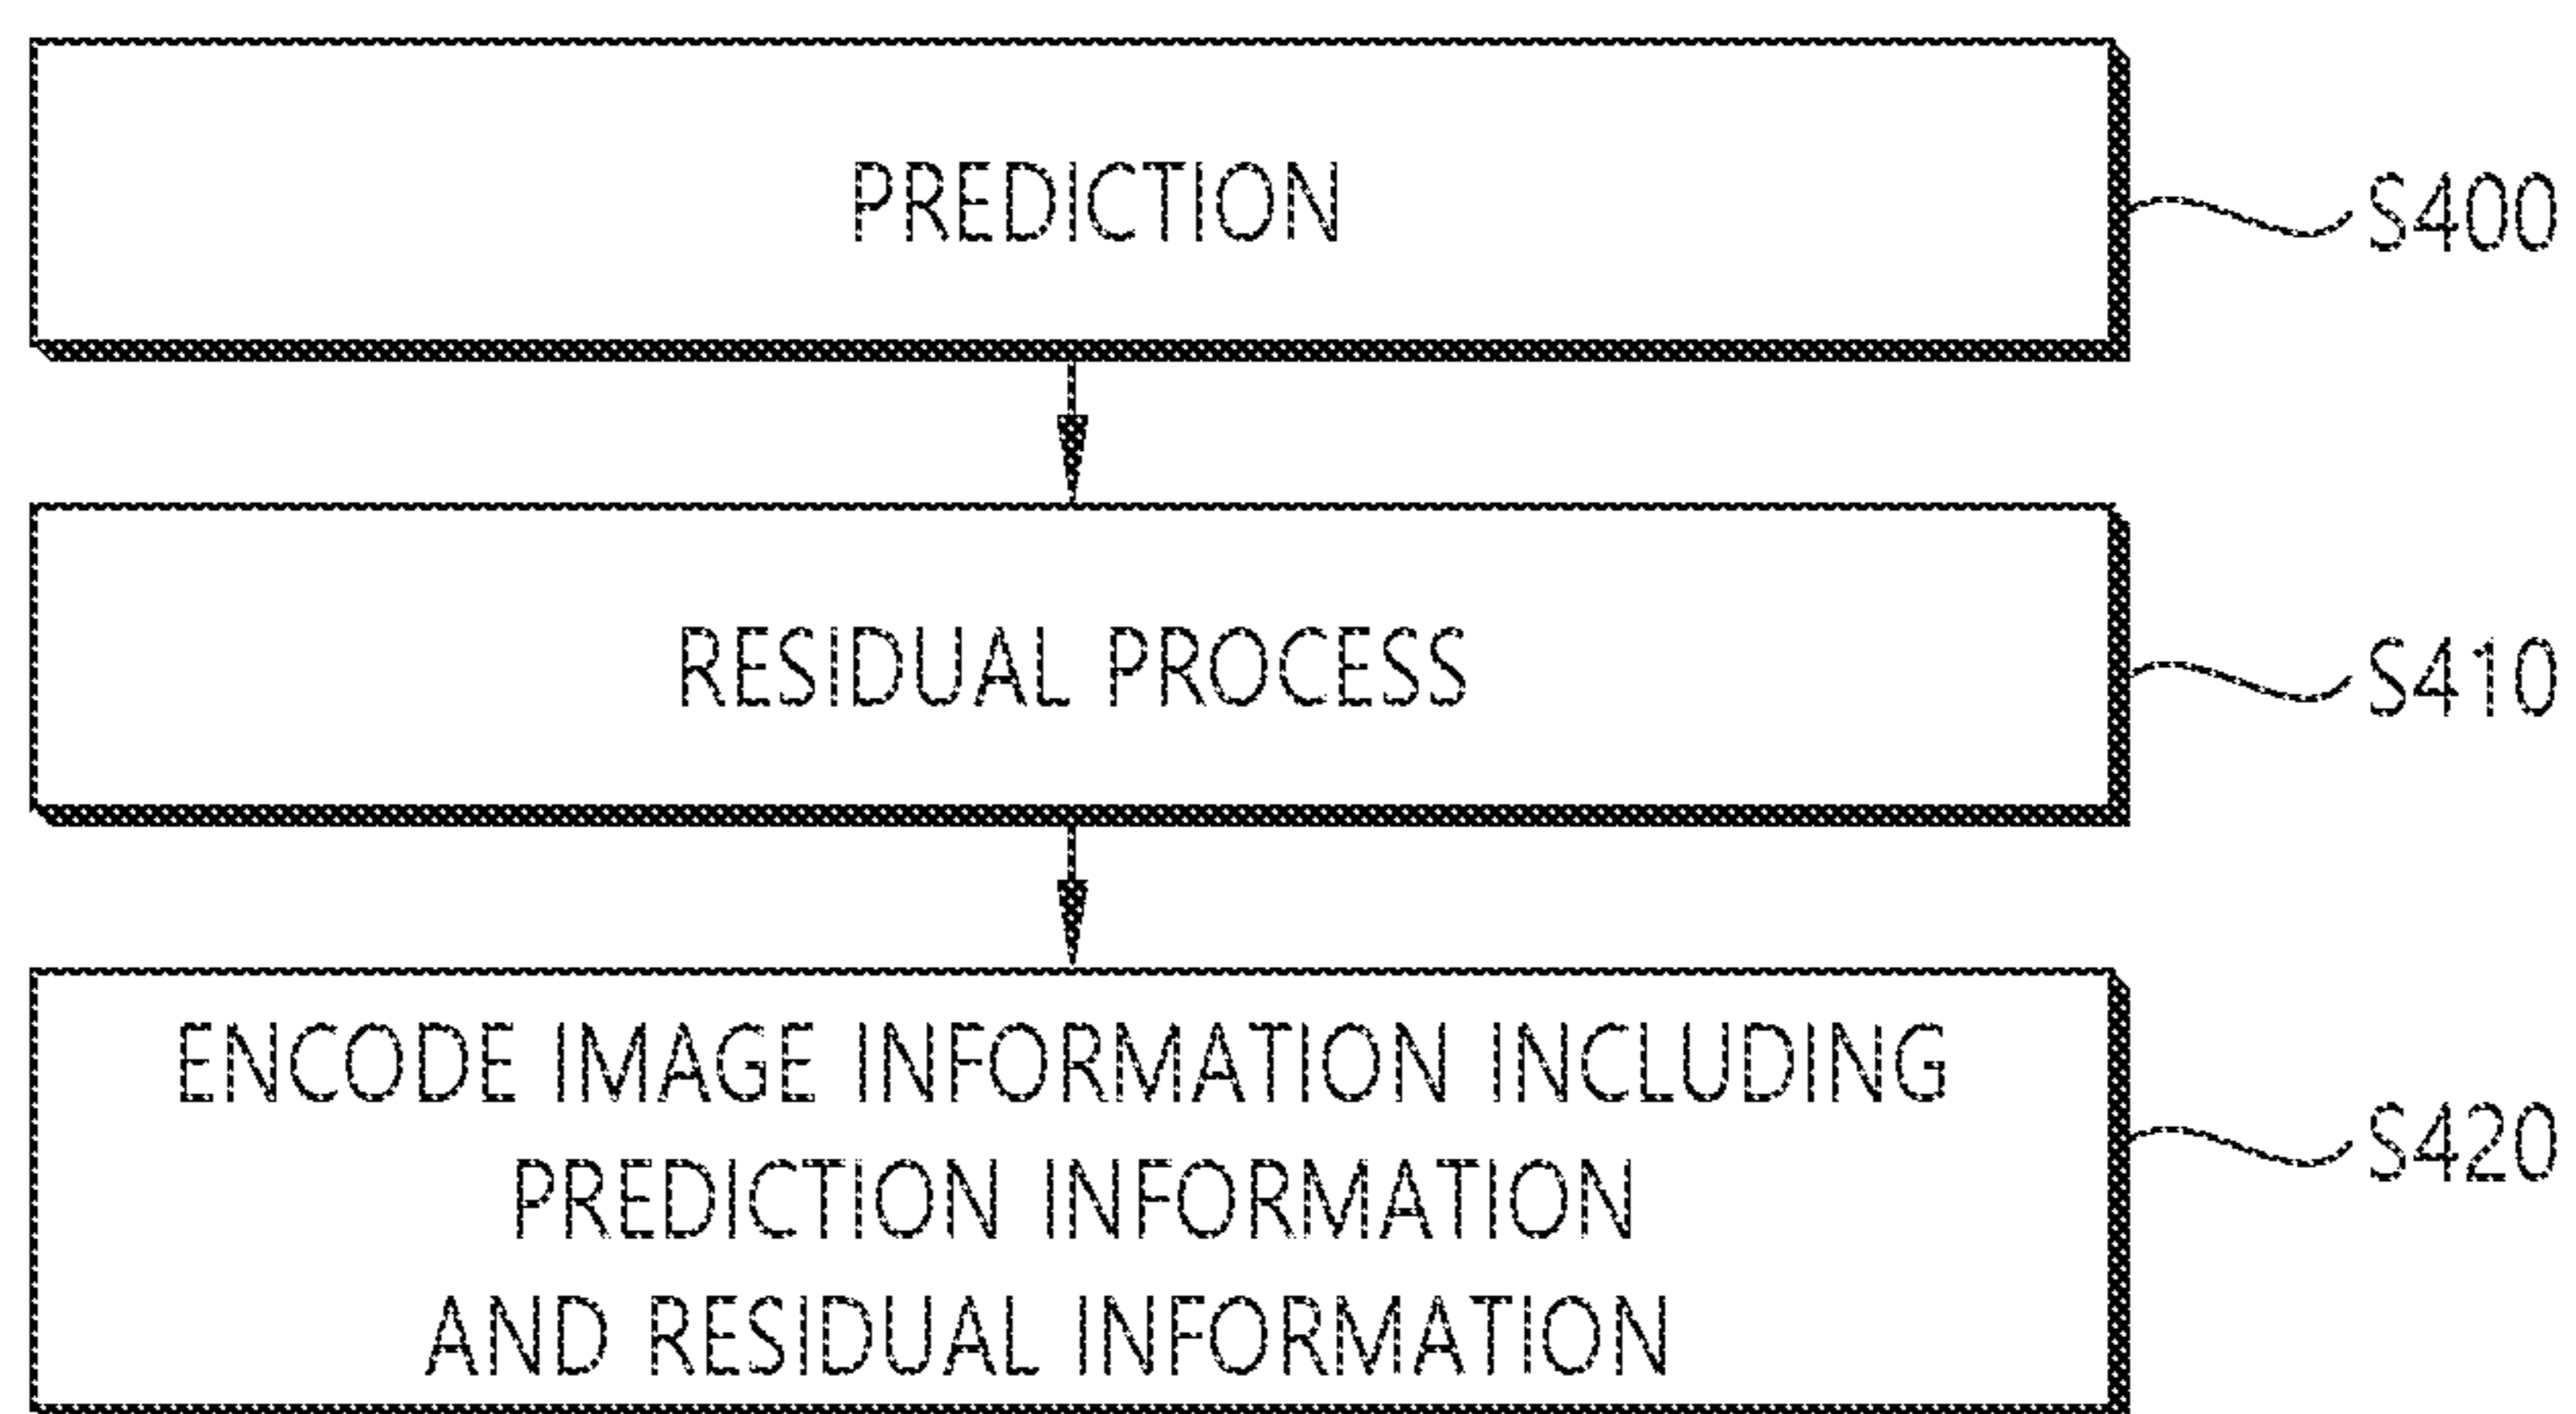 PREDICTION
S400
RESIDUAL PROCESS
S410
ENCODE IMAGE INFORMATION INCLUDING
PREDICTION INFORMATION
AND RESIDUAL INFORMATION
S420